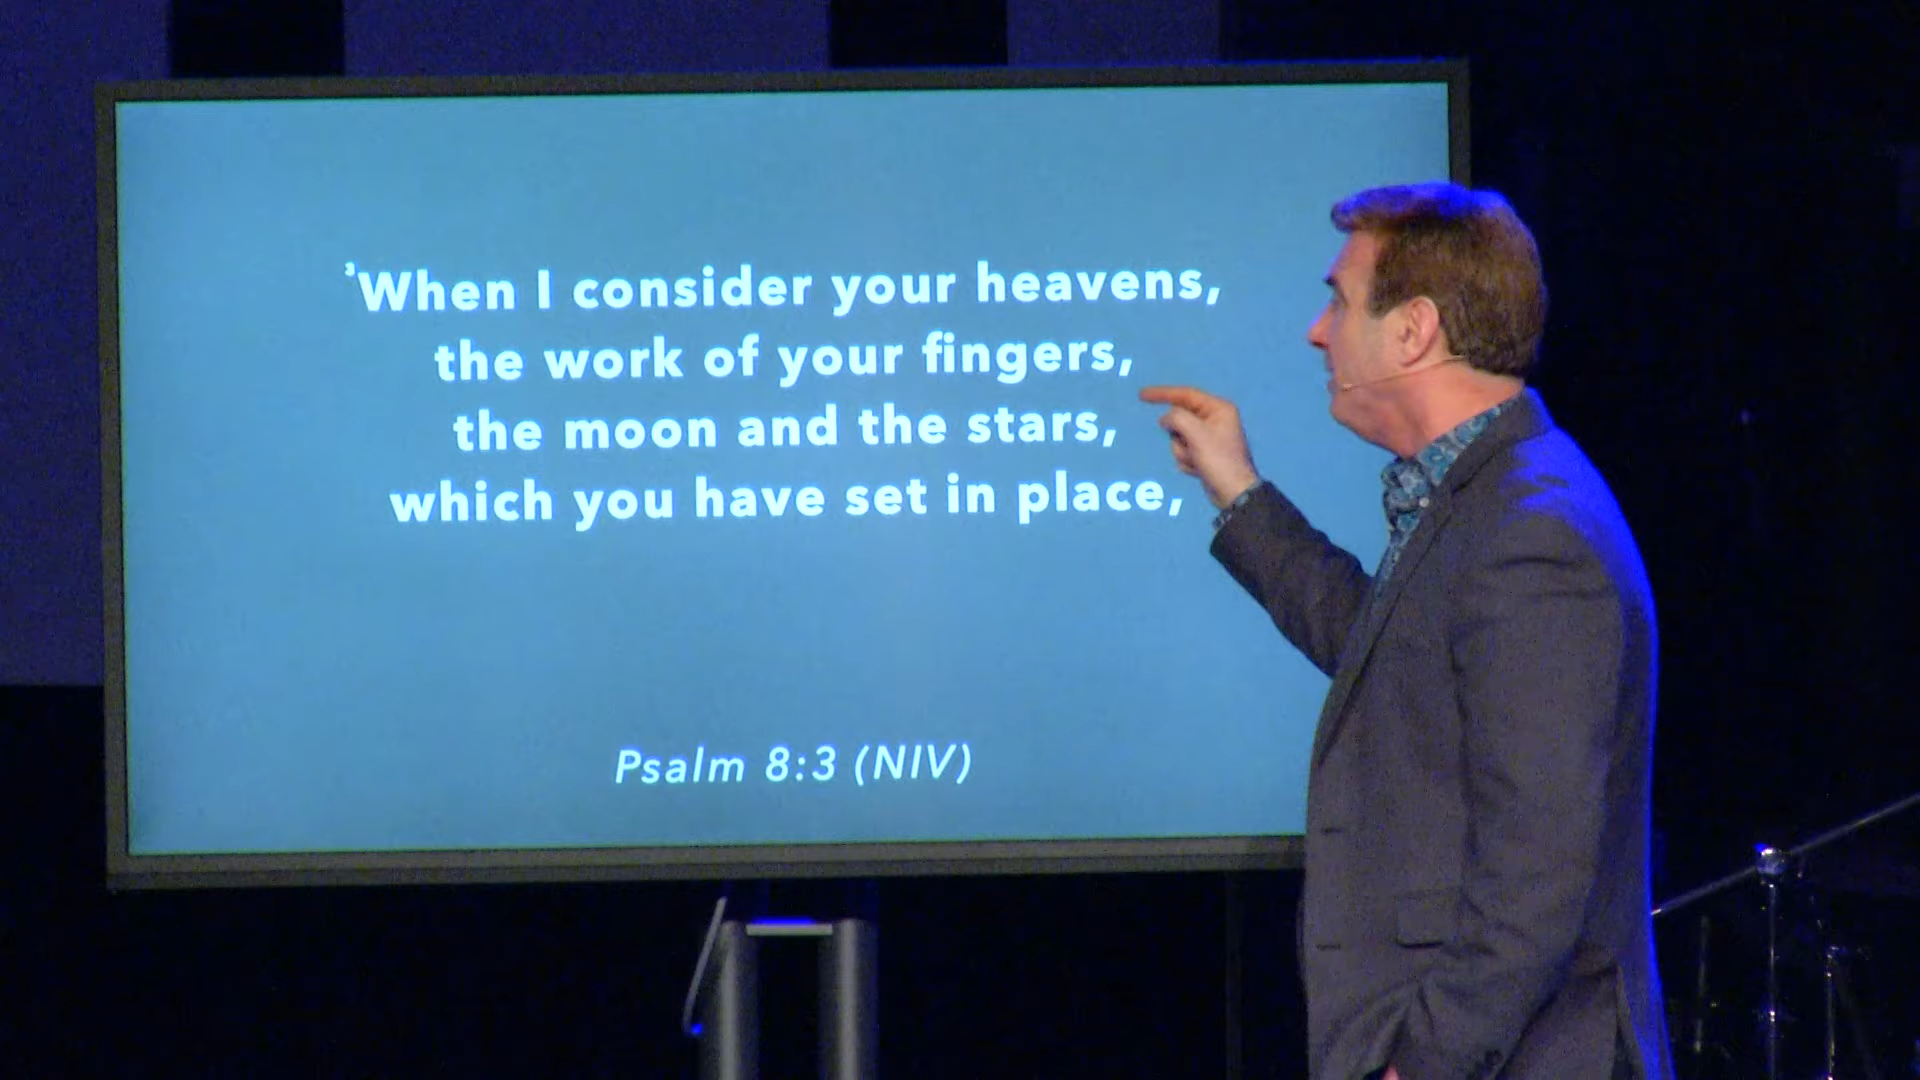 ³When I consider your heavens,
the work of your fingers,
the moon and the stars,
which you have set in place,
Psalm 8:3 (NIV)